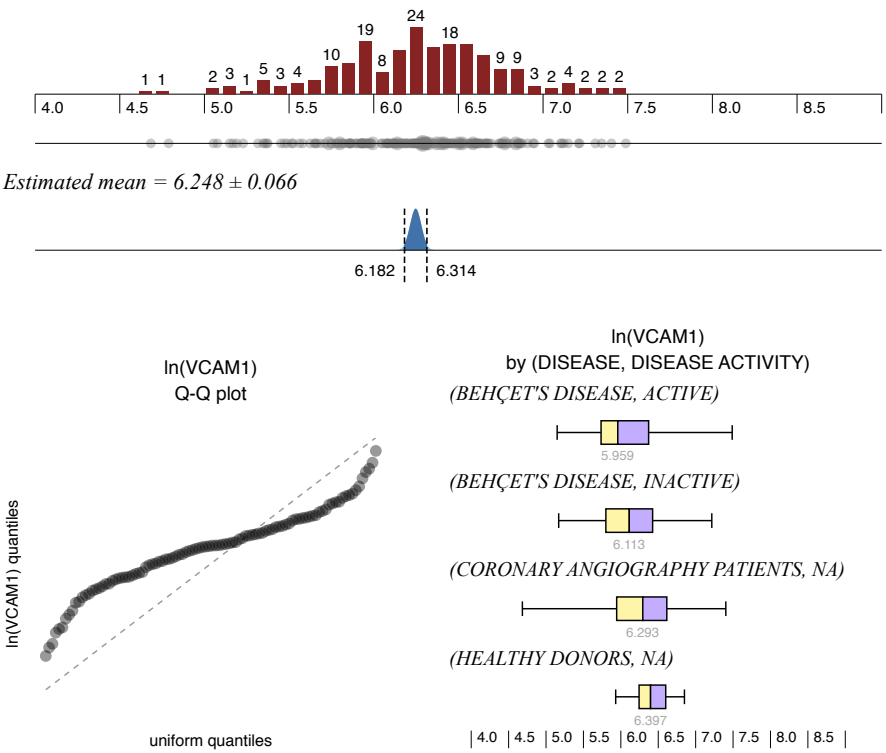 24
19
18
10
8
9
9
5
4
3
3
3
4
2
2
2
2
2
1
1
1
4.0 4.5 5.0 5.5 6.0 6.5 7.0 7.5 8.0 8.5
Estimated mean = 6.248 ± 0.066
6.182 6.314
ln(VCAM1)
Q-Q plot
ln(VCAM1) quantiles
uniform quantiles
ln(VCAM1)
by (DISEASE, DISEASE ACTIVITY)
(BEHÇET'S DISEASE, ACTIVE)
5.959
(BEHÇET'S DISEASE, INACTIVE)
6.113
(CORONARY ANGIOGRAPHY PATIENTS, NA)
6.293
(HEALTHY DONORS, NA)
6.397
4.0 4.5 5.0 5.5 6.0 6.5 7.0 7.5 8.0 8.5